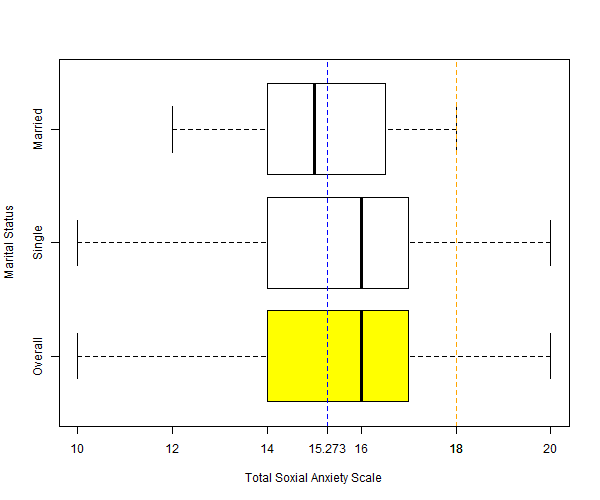 Marital Status
Married
Single
Overall
10 12 14 15.273 16 18 20
Total Soxial Anxiety Scale